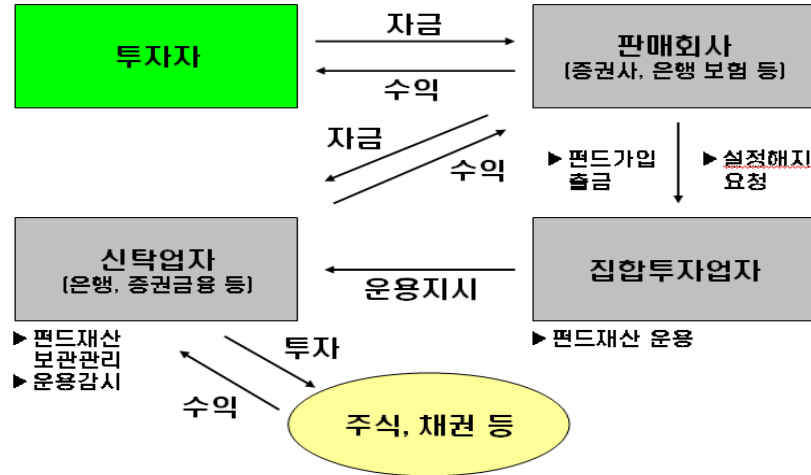 투자자
자금
수익
판매회사
(증권사, 은행 보험 등)
자금
수익
▶ 펀드가입
출금
▶ 설정해지
요청
신탁업자
(은행, 증권금융 등)
운용지시
집합투자업자
▶ 펀드재산
보관관리
▶ 운용감시
▶ 펀드재산 운용
투자
수익
주식, 채권 등